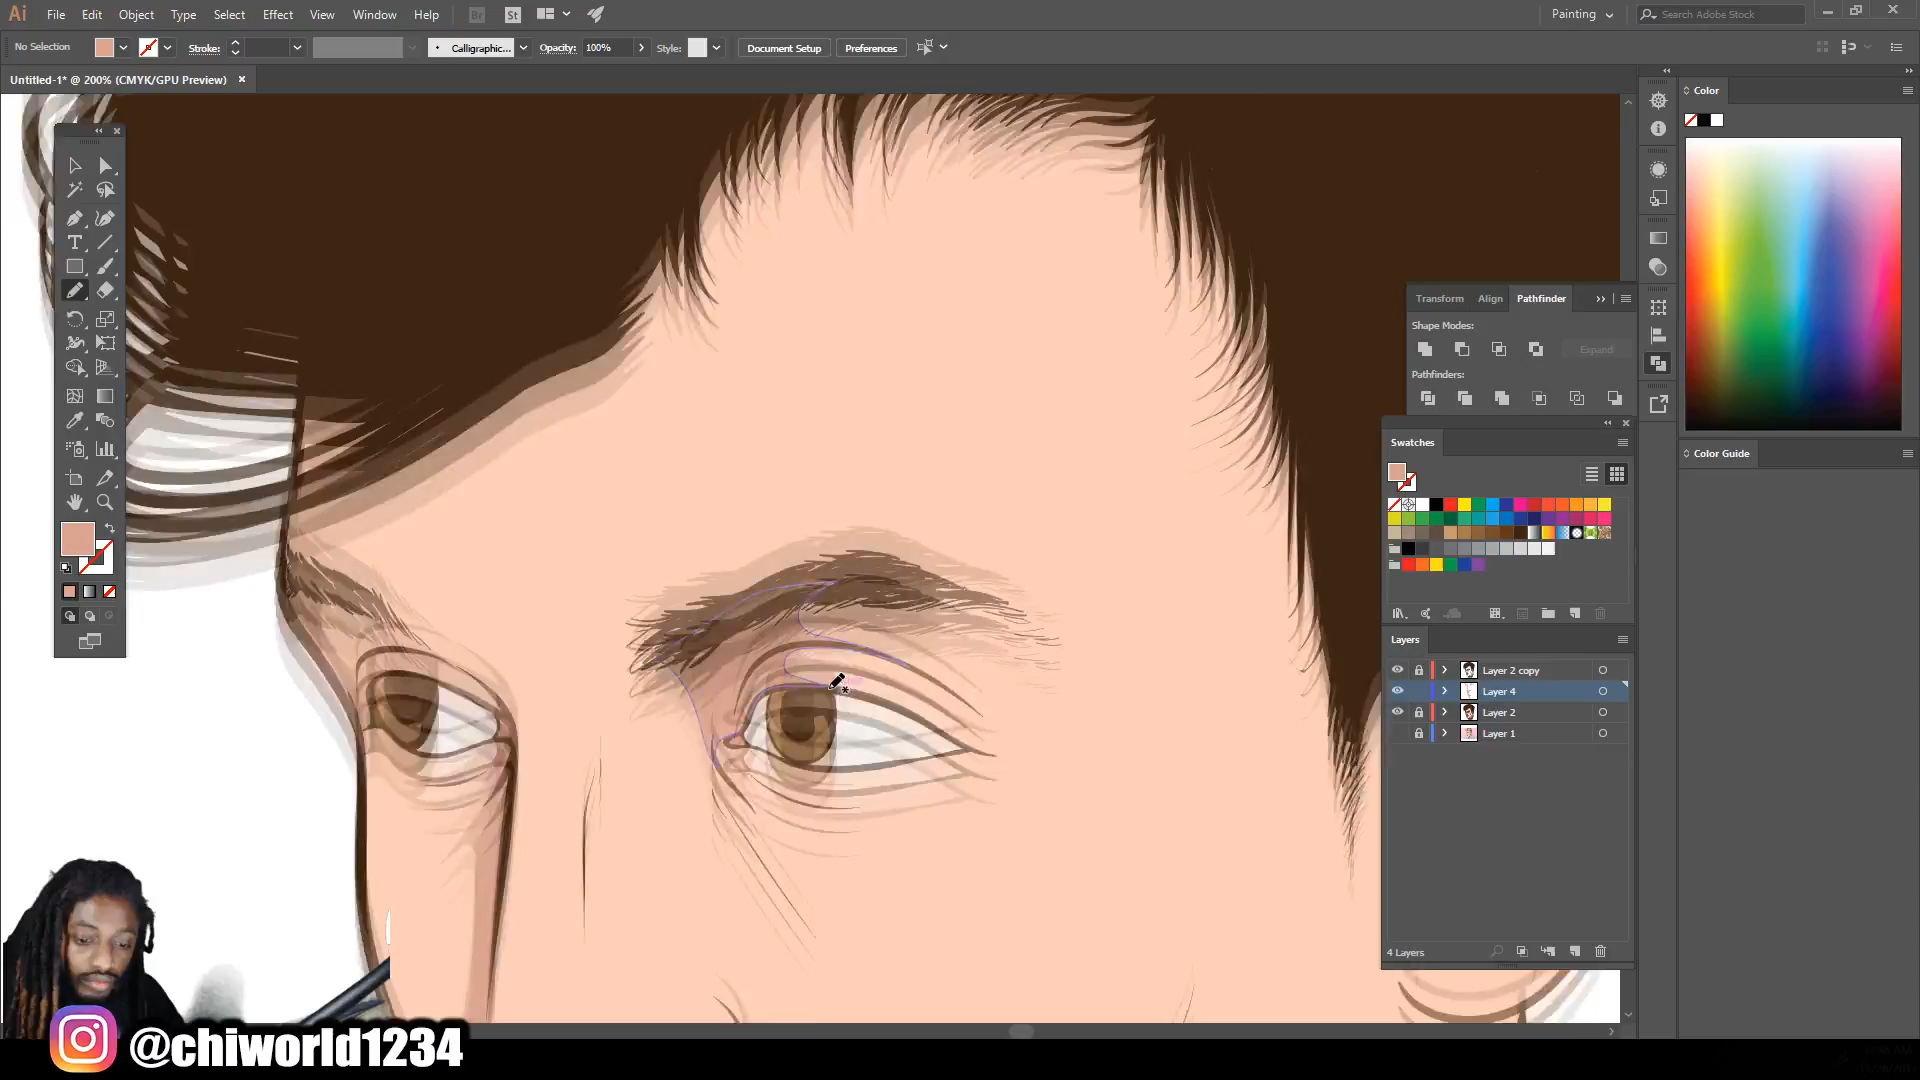 Ai File Edit Object Type Select Effect View Window Help Br St Painting Search Adobe Stock
No Selection Stroke: Calligraphic... Opacity: 100% Style: Document Setup Preferences
Untitled-1* @ 200% (CMYK/GPU Preview)
Color
Transform Align Pathfinder
Shape Modes:
Expand
Pathfinders:
Swatches
Color Guide
Layers
Layer 2 copy
Layer 4
Layer 2
Layer 1
4 Layers
@chiworld1234